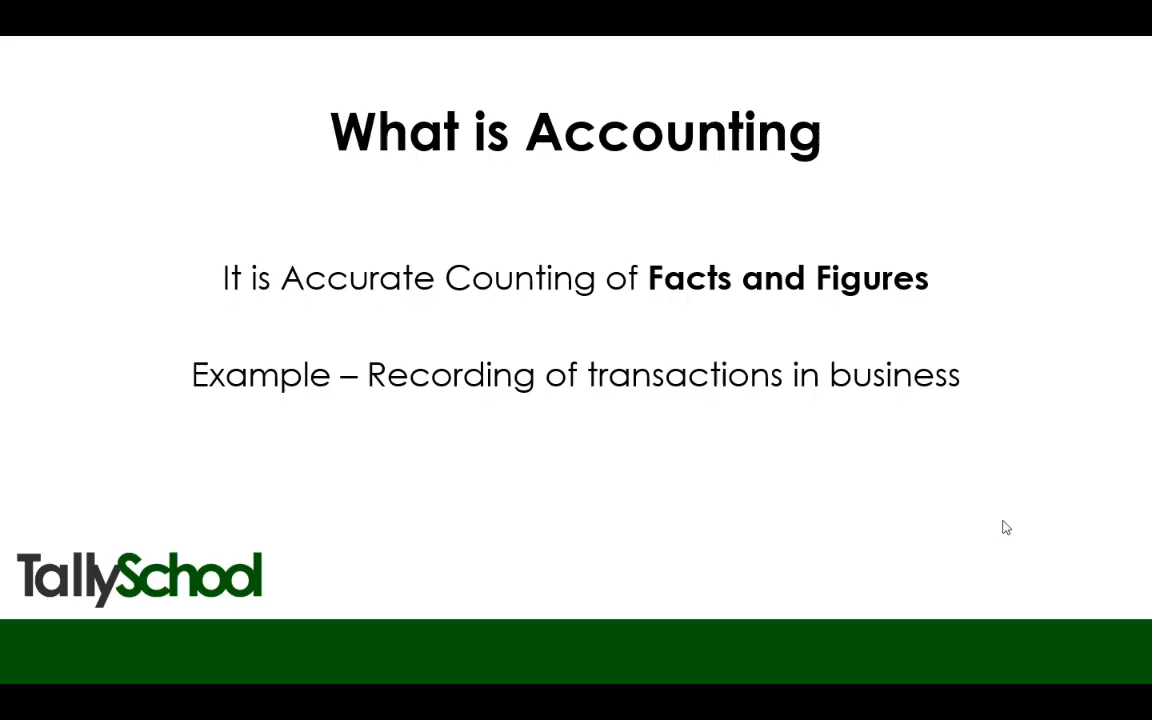 What is Accounting
It is Accurate Counting of Facts and Figures
Example – Recording of transactions in business
TallySchool